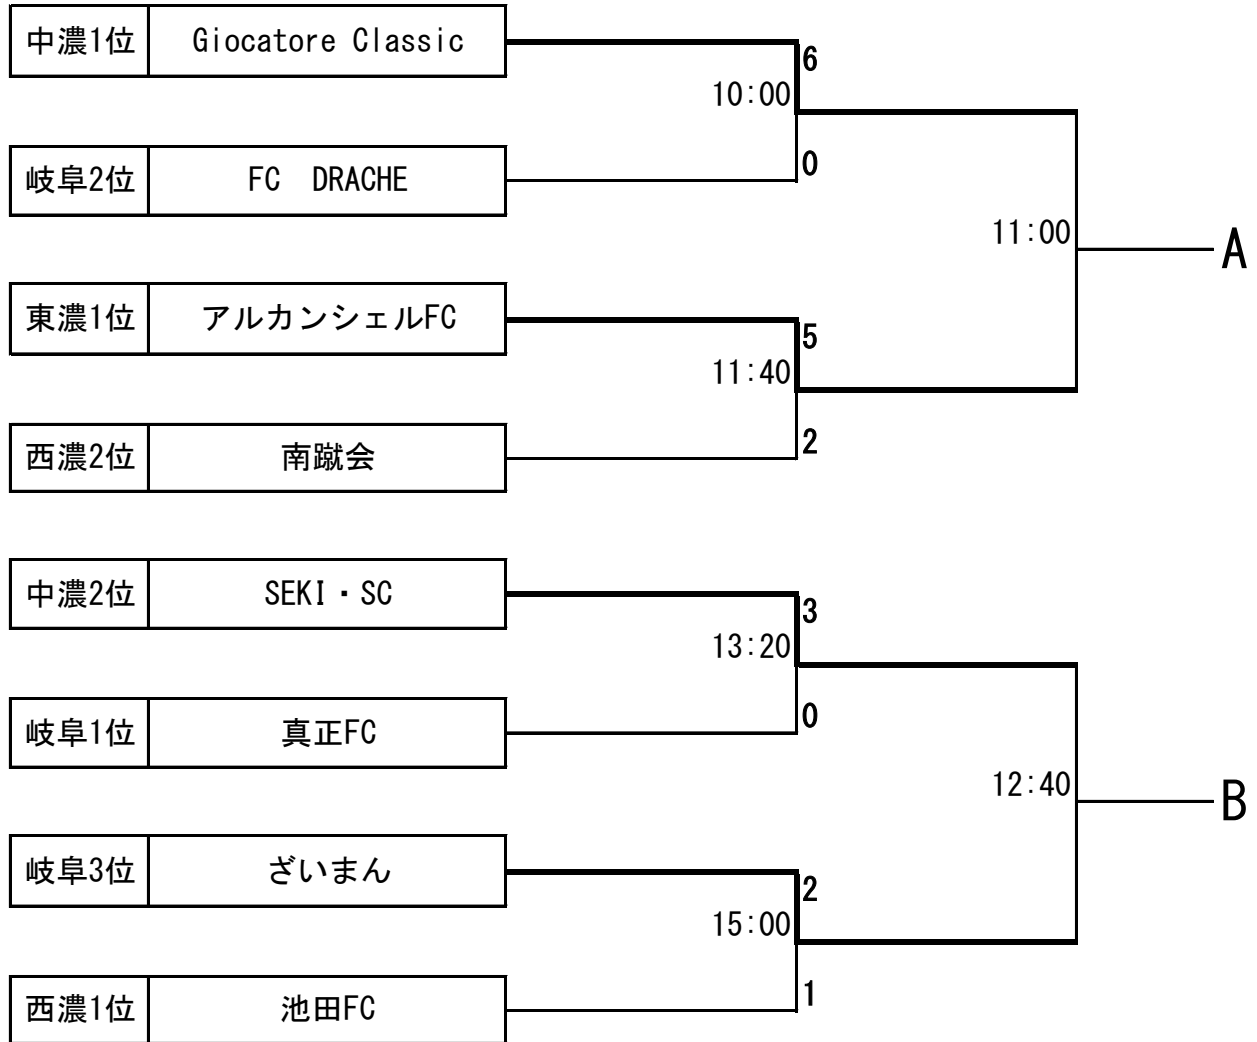 中濃1位 Giocatore Classic
6
10:00
0
岐阜2位 FC　DRACHE
11:00
A
東濃1位 アルカンシェルFC
5
11:40
2
西濃2位 南蹴会
中濃2位 SEKI・SC
3
13:20
0
岐阜1位 真正FC
12:40
B
岐阜3位 ざいまん
2
15:00
1
西濃1位 池田FC